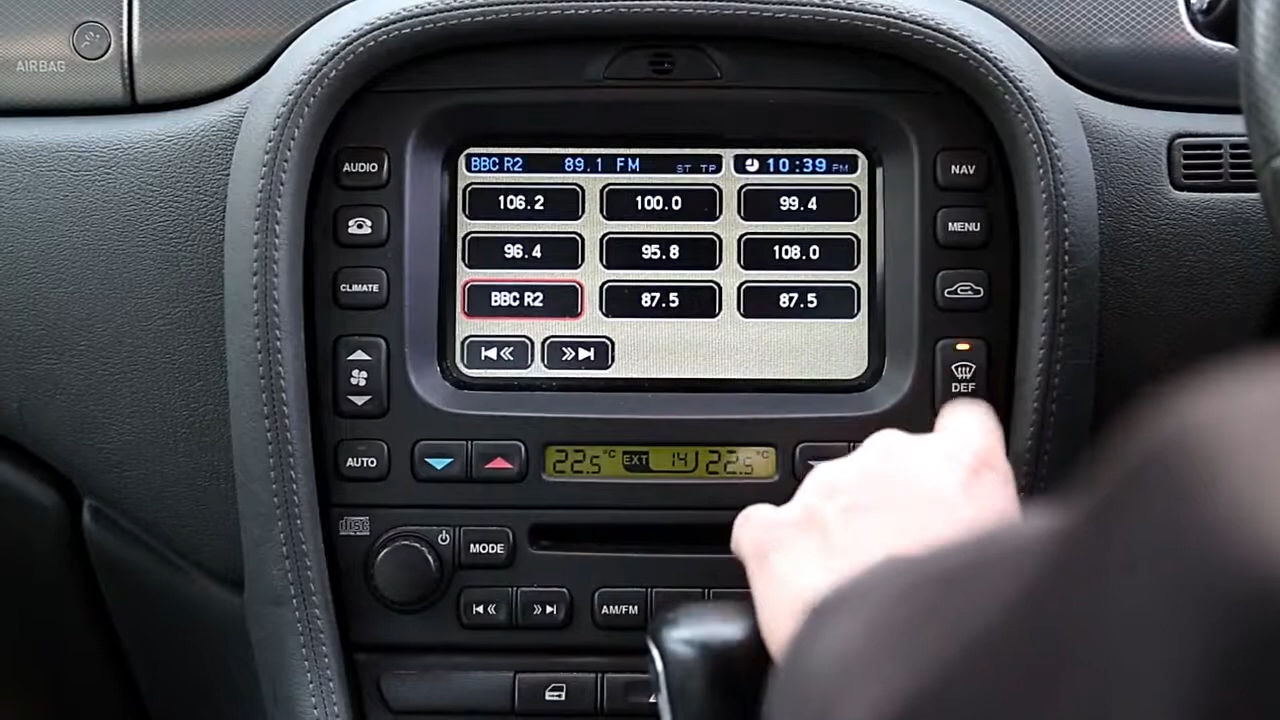 AIRBAG
AUDIO
BBC R2 89.1 FM ST TP 10:39 PM
NAV
106.2 100.0 99.4
MENU
96.4 95.8 108.0
CLIMATE
BBC R2 87.5 87.5
DEF
AUTO
22.5°C EXT 14 22.5°C
disc
MODE
AM/FM